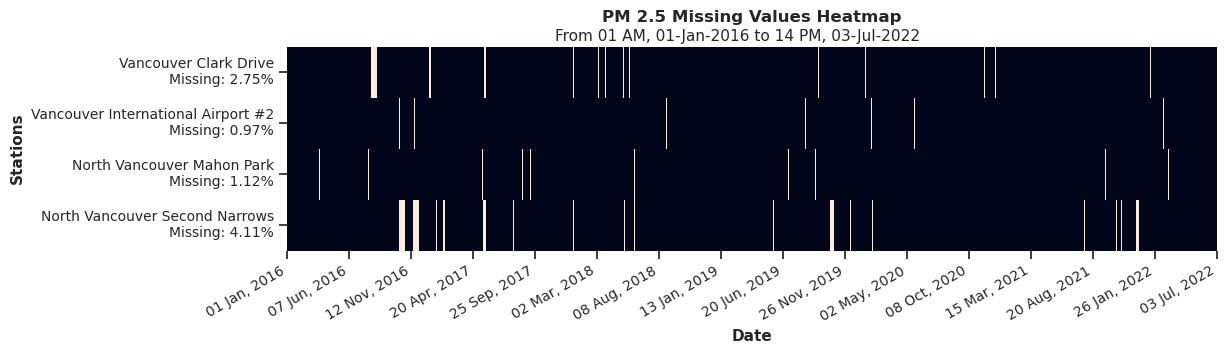 PM 2.5 Missing Values Heatmap
From 01 AM, 01-Jan-2016 to 14 PM, 03-Jul-2022
Stations
Vancouver Clark Drive
Missing: 2.75%
Vancouver International Airport #2
Missing: 0.97%
North Vancouver Mahon Park
Missing: 1.12%
North Vancouver Second Narrows
Missing: 4.11%
01 Jan, 2016
07 Jun, 2016
12 Nov, 2016
20 Apr, 2017
25 Sep, 2017
02 Mar, 2018
08 Aug, 2018
13 Jan, 2019
20 Jun, 2019
26 Nov, 2019
02 May, 2020
08 Oct, 2020
15 Mar, 2021
20 Aug, 2021
26 Jan, 2022
03 Jul, 2022
Date